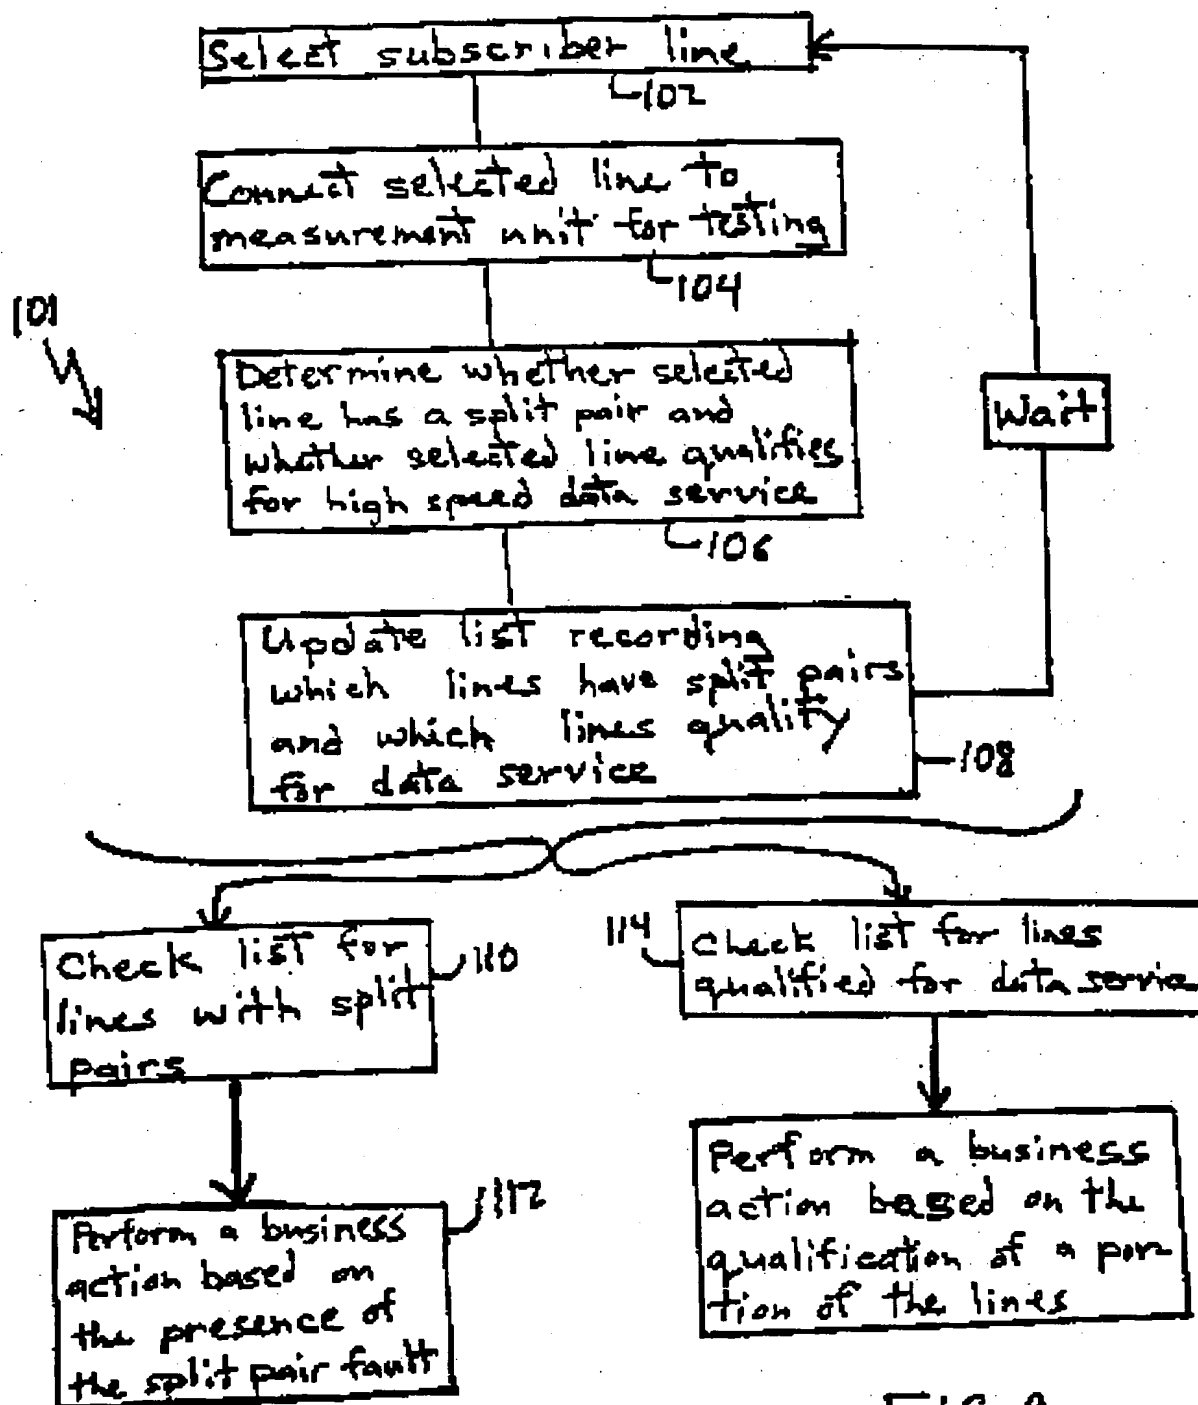 Select subscriber line
102
Connect selected line to
measurement unit for testing
104
101
Determine whether selected
line has a split pair and
whether selected line qualifies
for high speed data service
106
Wait
Update list recording
which lines have split pairs
and which lines qualify
for data service
108
Check list for
lines with split
pairs
110
114
Check list for lines
qualified for data service
Perform a business
action based on
the presence of
the split pair fault
112
Perform a business
action based on the
qualification of a por-
tion of the lines